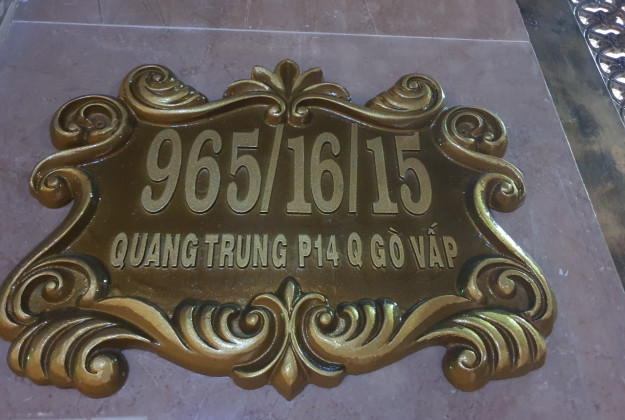 965/16/15
QUANG TRUNG P14 Q GÒ VẤP